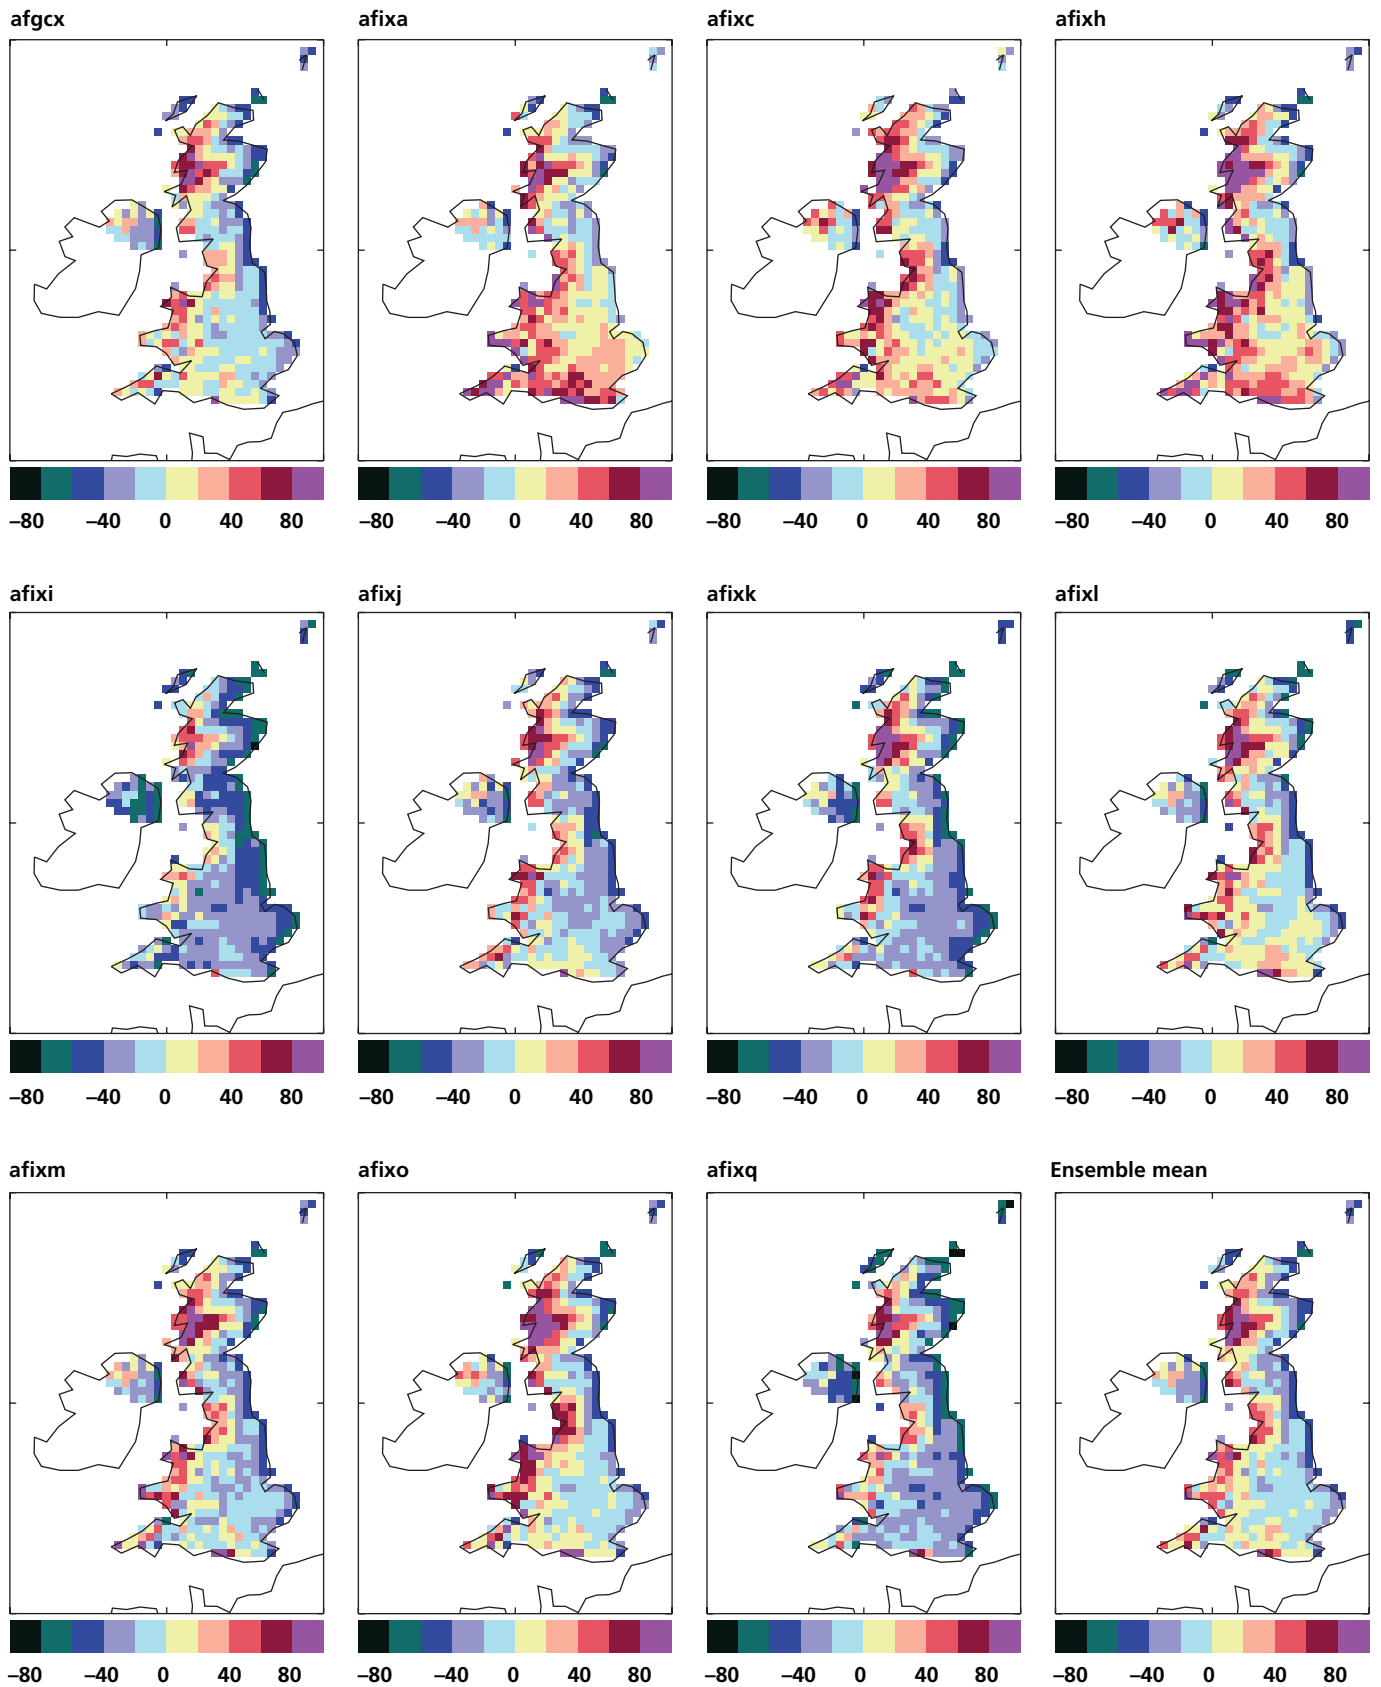 afgcx afixa afixc afixh
−80 −40 0 40 80 −80 −40 0 40 80 −80 −40 0 40 80 −80 −40 0 40 80
afixi afixj afixk afixl
−80 −40 0 40 80 −80 −40 0 40 80 −80 −40 0 40 80 −80 −40 0 40 80
afixm afixo afixq Ensemble mean
−80 −40 0 40 80 −80 −40 0 40 80 −80 −40 0 40 80 −80 −40 0 40 80